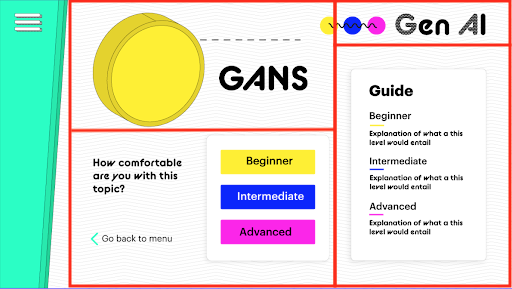 Gen AI
GANS
How comfortable
are you with this
topic?
Beginner
Intermediate
Advanced
Go back to menu
Guide
Beginner
Explanation of what a this
level would entail
Intermediate
Explanation of what a this
level would entail
Advanced
Explanation of what a this
level would entail